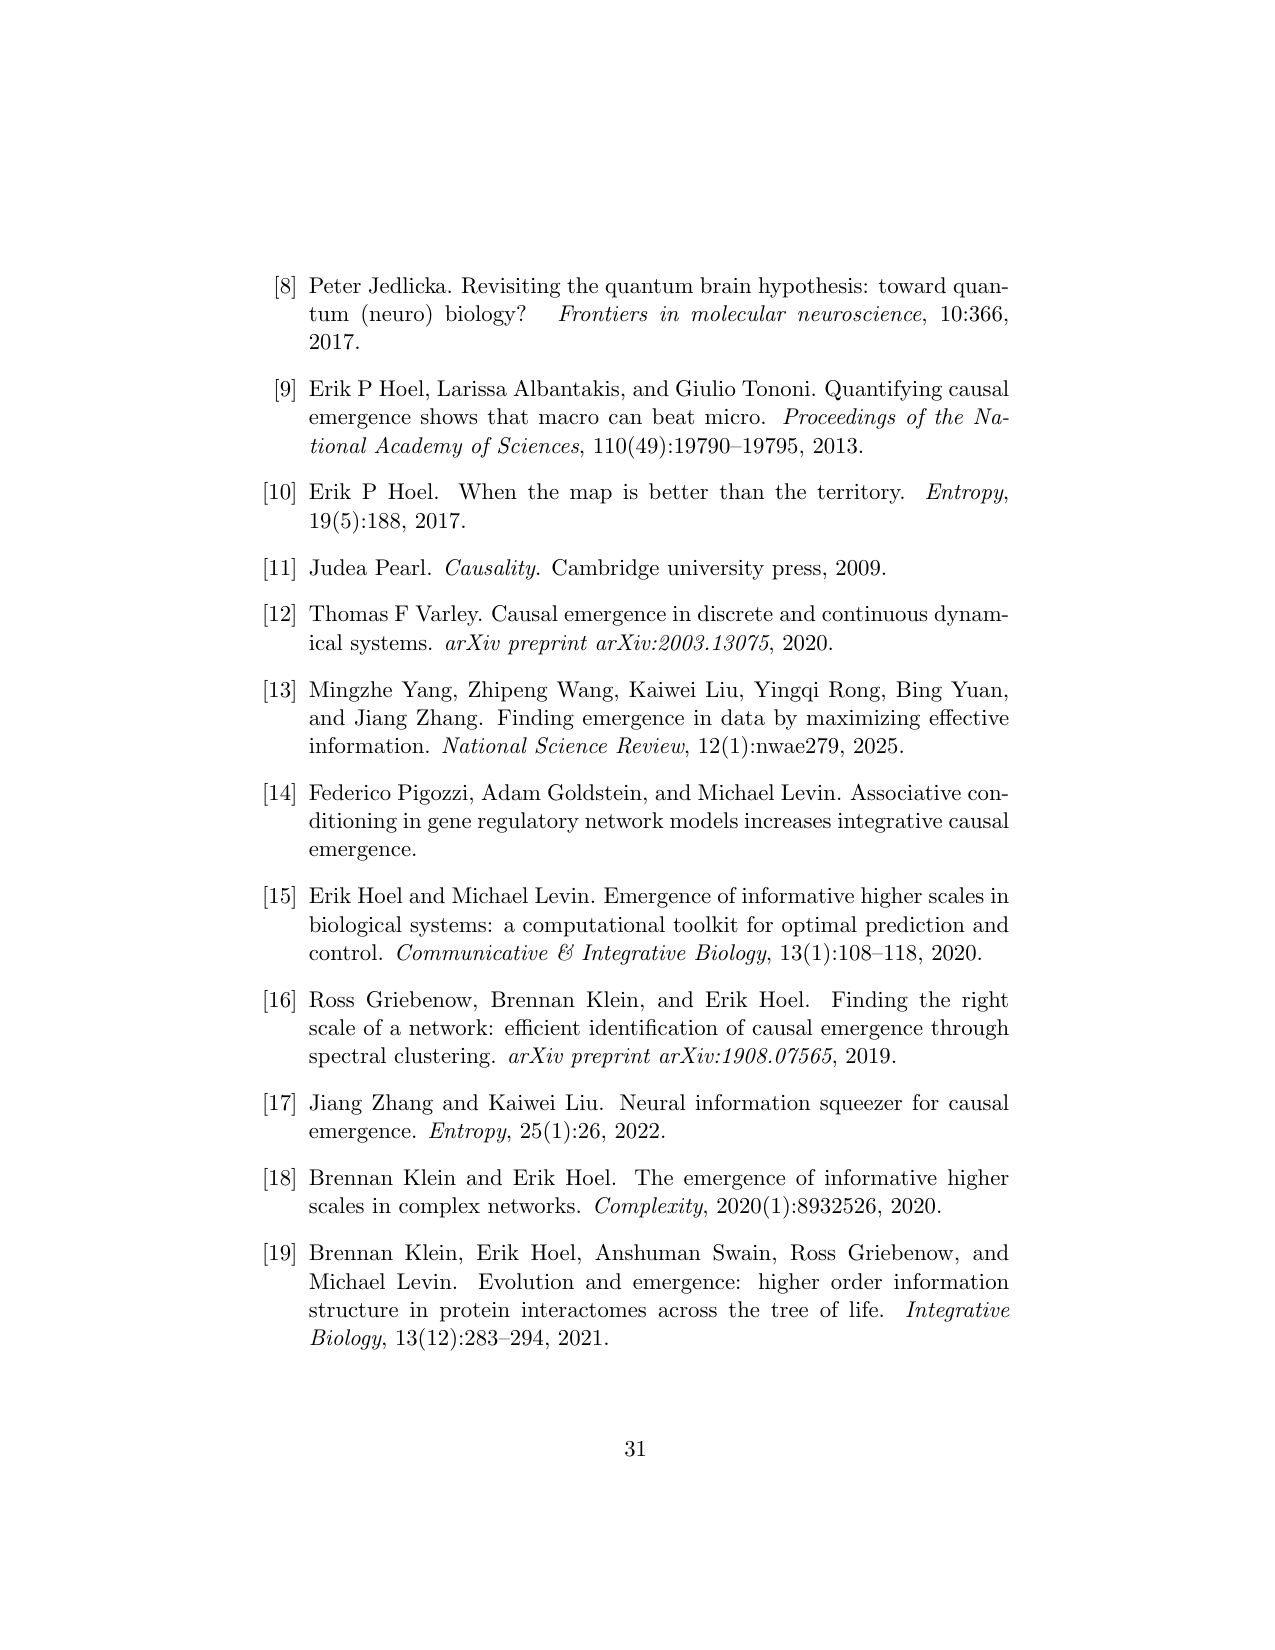 [8] Peter Jedlicka. Revisiting the quantum brain hypothesis: toward quan-
tum (neuro) biology? Frontiers in molecular neuroscience, 10:366,
2017.
[9] Erik P Hoel, Larissa Albantakis, and Giulio Tononi. Quantifying causal
emergence shows that macro can beat micro. Proceedings of the Na-
tional Academy of Sciences, 110(49):19790–19795, 2013.
[10] Erik P Hoel. When the map is better than the territory. Entropy,
19(5):188, 2017.
[11] Judea Pearl. Causality. Cambridge university press, 2009.
[12] Thomas F Varley. Causal emergence in discrete and continuous dynam-
ical systems. arXiv preprint arXiv:2003.13075, 2020.
[13] Mingzhe Yang, Zhipeng Wang, Kaiwei Liu, Yingqi Rong, Bing Yuan,
and Jiang Zhang. Finding emergence in data by maximizing effective
information. National Science Review, 12(1):nwae279, 2025.
[14] Federico Pigozzi, Adam Goldstein, and Michael Levin. Associative con-
ditioning in gene regulatory network models increases integrative causal
emergence.
[15] Erik Hoel and Michael Levin. Emergence of informative higher scales in
biological systems: a computational toolkit for optimal prediction and
control. Communicative & Integrative Biology, 13(1):108–118, 2020.
[16] Ross Griebenow, Brennan Klein, and Erik Hoel. Finding the right
scale of a network: efficient identification of causal emergence through
spectral clustering. arXiv preprint arXiv:1908.07565, 2019.
[17] Jiang Zhang and Kaiwei Liu. Neural information squeezer for causal
emergence. Entropy, 25(1):26, 2022.
[18] Brennan Klein and Erik Hoel. The emergence of informative higher
scales in complex networks. Complexity, 2020(1):8932526, 2020.
[19] Brennan Klein, Erik Hoel, Anshuman Swain, Ross Griebenow, and
Michael Levin. Evolution and emergence: higher order information
structure in protein interactomes across the tree of life. Integrative
Biology, 13(12):283–294, 2021.
31